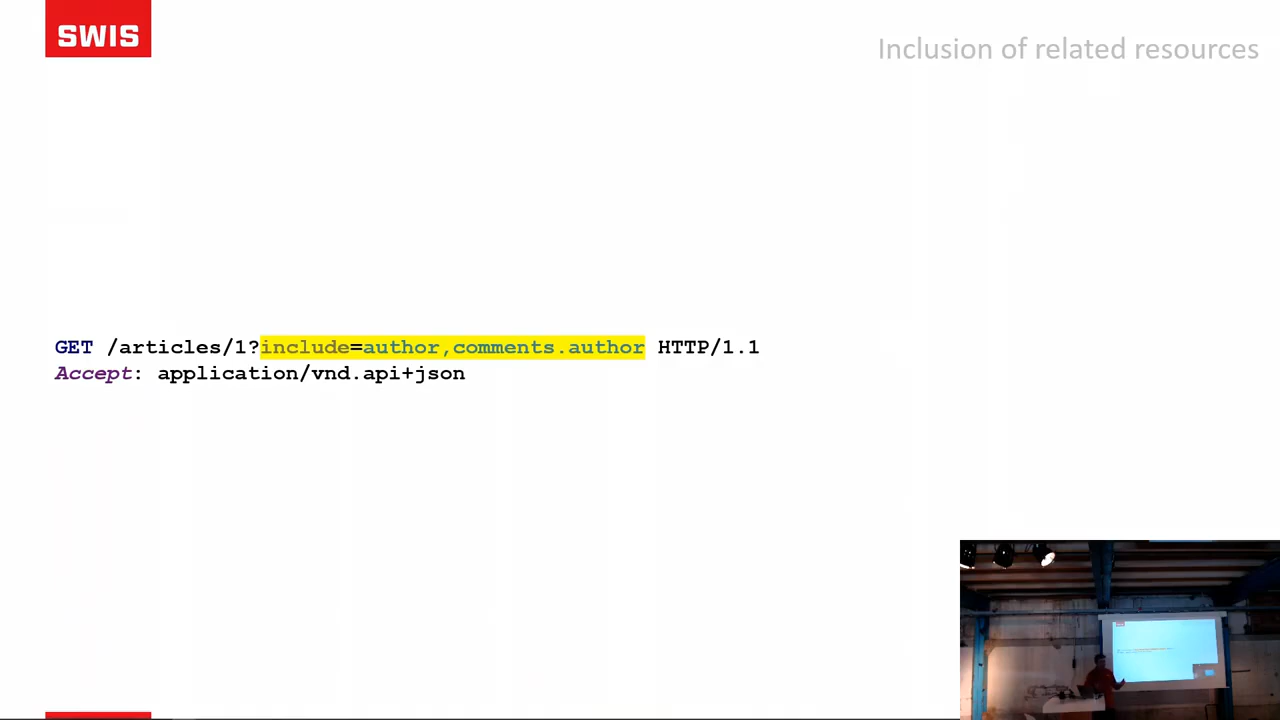 SWIS
Inclusion of related resources
GET /articles/1?include=author,comments.author HTTP/1.1
Accept: application/vnd.api+json